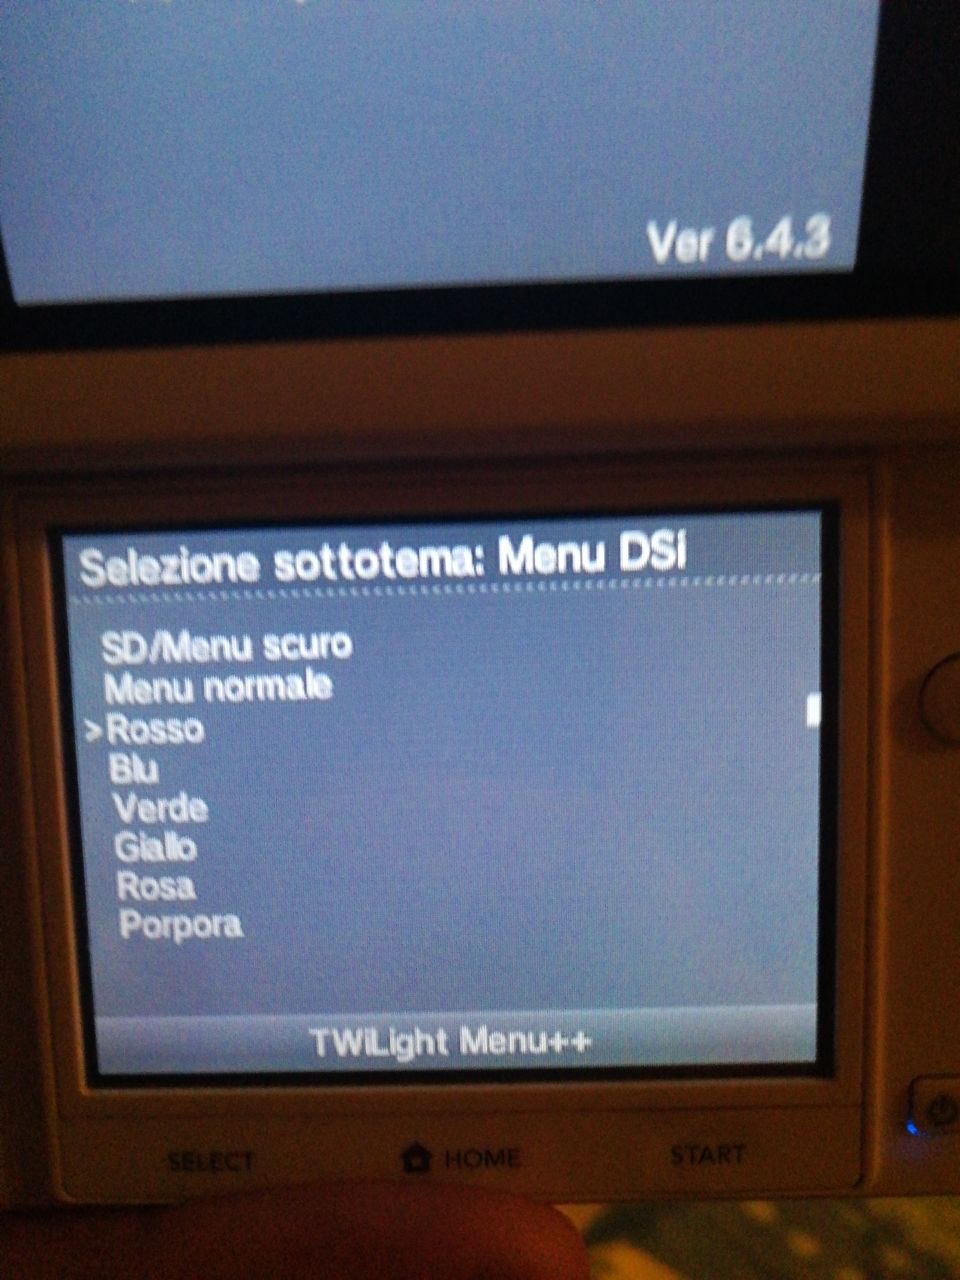 Ver 6.4.3
Selezione sottotema: Menu DSi
SD/Menu scuro
Menu normale
>Rosso
Blu
Verde
Giallo
Rosa
Porpora
TWiLight Menu++
SELECT HOME START